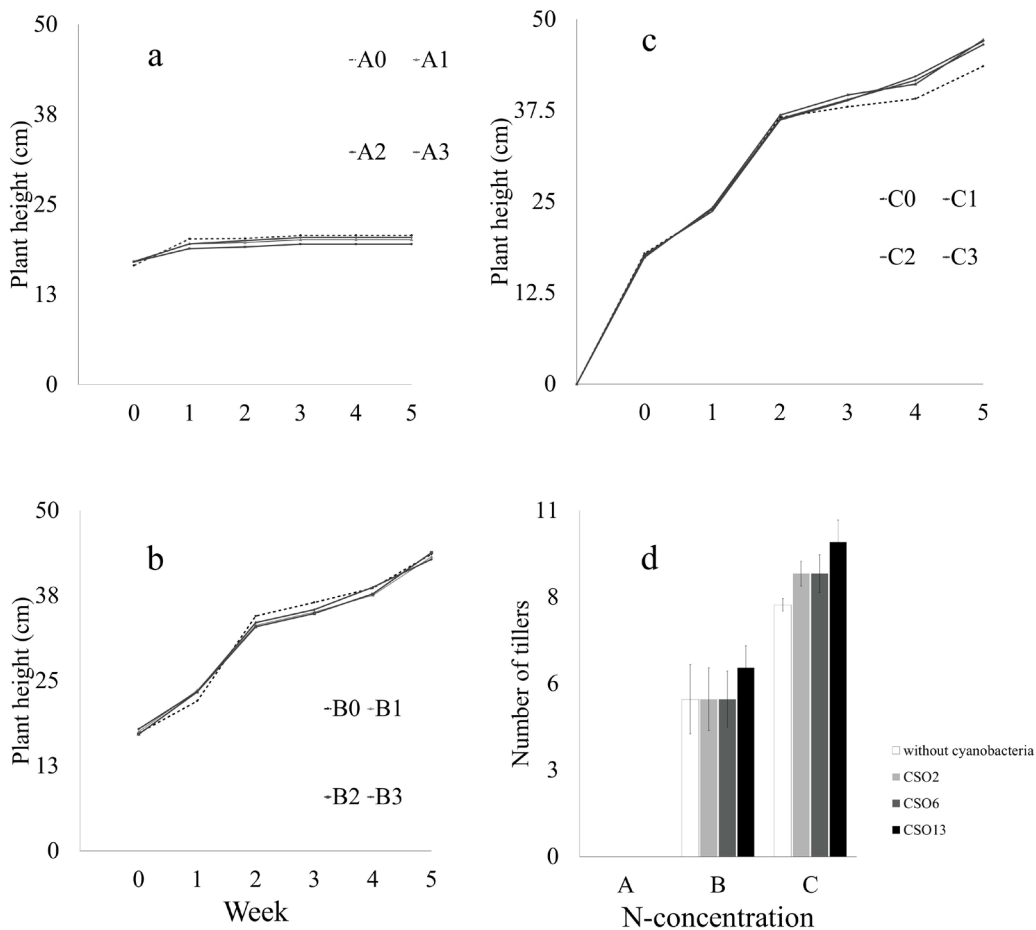 a
50
38
25
13
0
Plant height (cm)
A0 A1
A2 A3
0 1 2 3 4 5
c
50
37.5
25
12.5
0
Plant height (cm)
C0 C1
C2 C3
0 1 2 3 4 5
b
50
38
25
13
0
Plant height (cm)
B0 B1
B2 B3
0 1 2 3 4 5
Week
d
11
8
6
3
0
Number of tillers
without cyanobacteria
CSO2
CSO6
CSO13
A B C
N-concentration